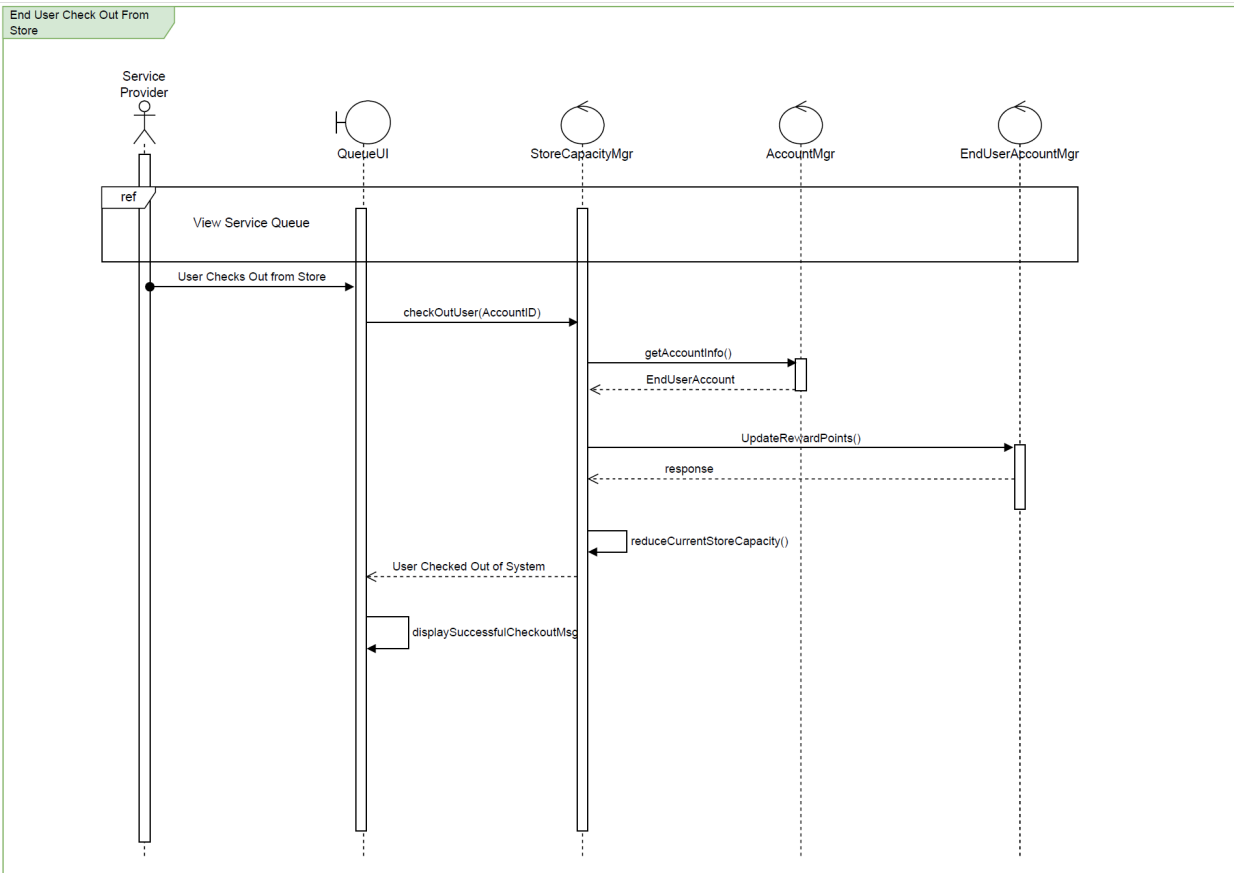 End User Check Out From
Store
Service
Provider
QueueUI
StoreCapacityMgr
AccountMgr
EndUserAccountMgr
ref
View Service Queue
User Checks Out from Store
checkOutUser(AccountID)
getAccountInfo()
EndUserAccount
UpdateRewardPoints()
response
reduceCurrentStoreCapacity()
User Checked Out of System
displaySuccessfulCheckoutMsg